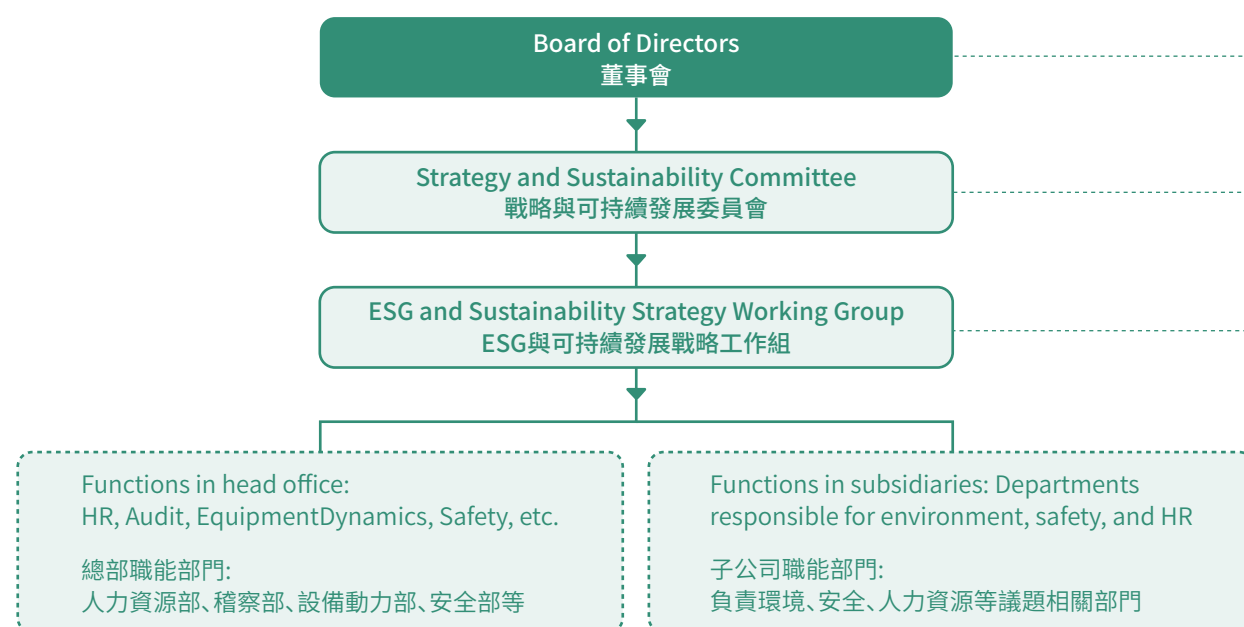 Board of Directors
董事會
Strategy and Sustainability Committee
戰略與可持續發展委員會
ESG and Sustainability Strategy Working Group
ESG與可持續發展戰略工作組
Functions in head office:
HR, Audit, EquipmentDynamics, Safety, etc.
總部職能部門:
人力資源部、稽察部、設備動力部、安全部等
Functions in subsidiaries: Departments
responsible for environment, safety, and HR
子公司職能部門:
負責環境、安全、人力資源等議題相關部門